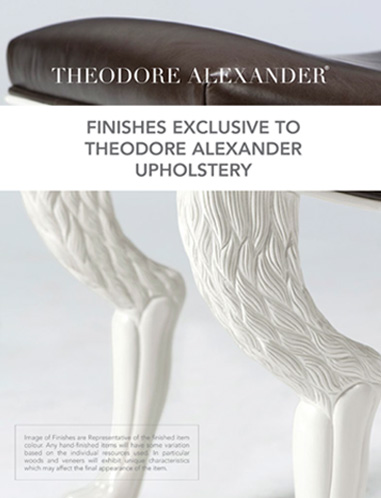 THEODORE ALEXANDER®
FINISHES EXCLUSIVE TO
THEODORE ALEXANDER
UPHOLSTERY
Image of Finishes are Representative of the finished item
colour. Any hand-finished items will have some variation
based on the individual resources used. In particular
woods and veneers will exhibit unique characteristics
which may affect the final appearance of the item.